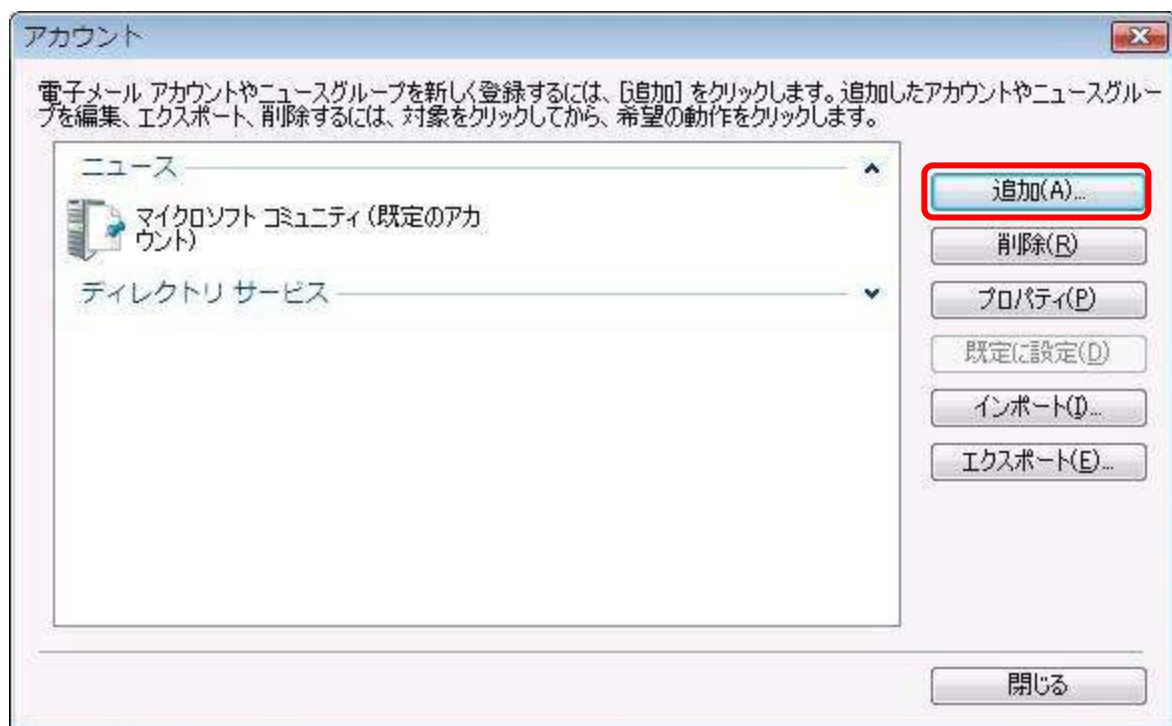 アカウント
電子メール アカウントやニュースグループを新しく登録するには、[追加] をクリックします。追加したアカウントやニュースグルー
プを編集、エクスポート、削除するには、対象をクリックしてから、希望の動作をクリックします。
ニュース
マイクロソフト コミュニティ (既定のアカ
ウント)
ディレクトリ サービス
追加(A)...
削除(R)
プロパティ(P)
既定に設定(D)
インポート(I)...
エクスポート(E)...
閉じる